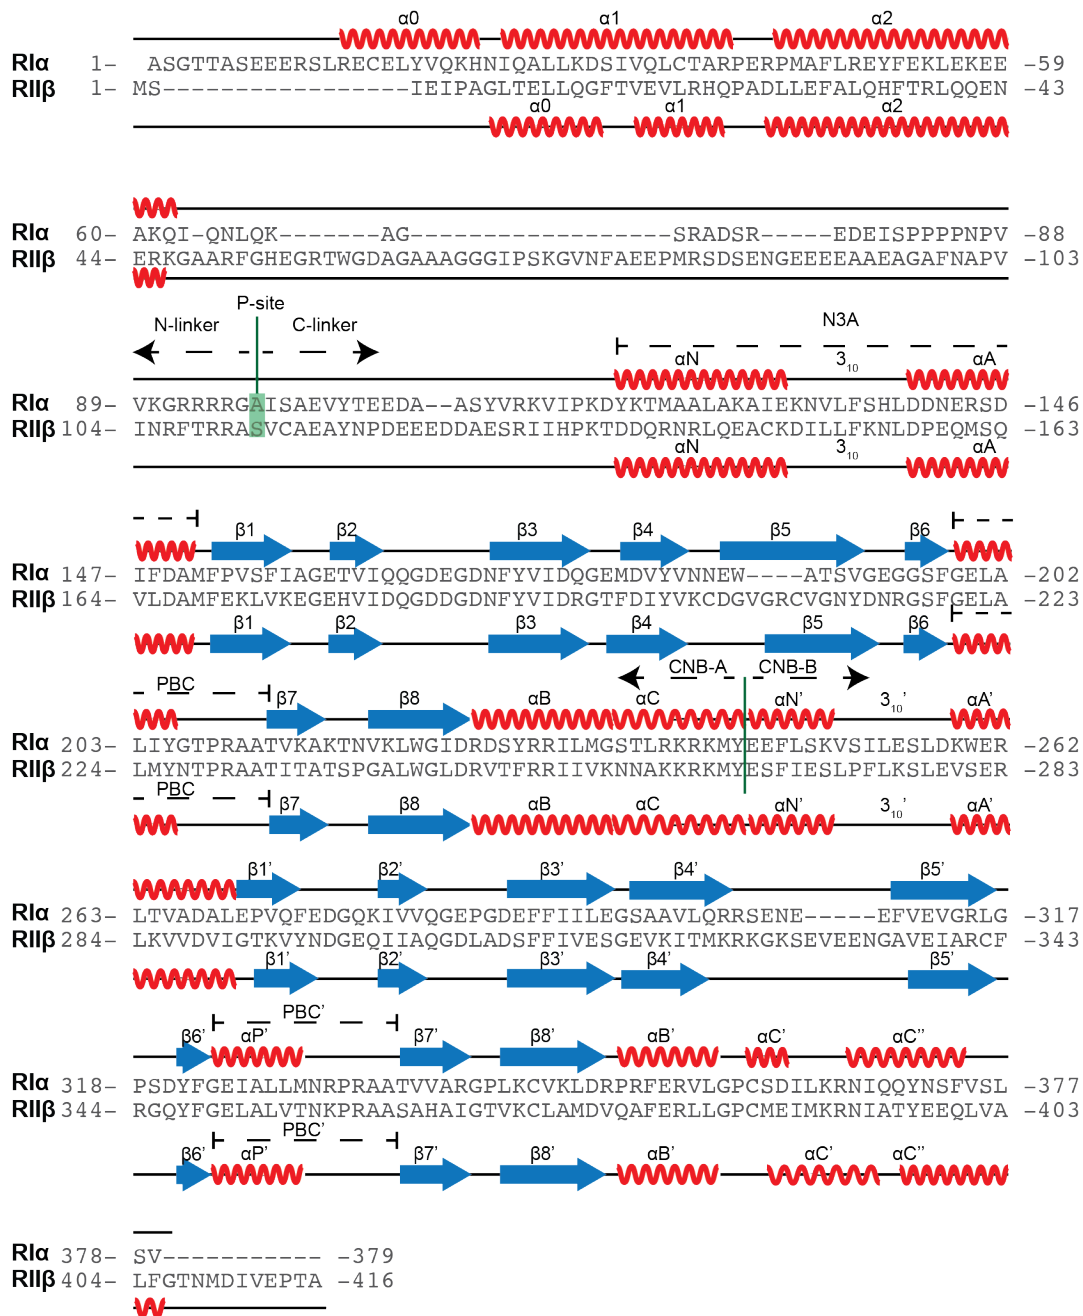 α0 α1 α2
RIα 1- ASGTTASEEERSLRECELYVQKHNIQALLKDSIVQLCTARPERPMAFLREYFEKLEKEE -59
RIIβ 1- MS----------------IEIPAGLTELLQGFTVEVLRHQPADLLEFALQHFTRLQQEN -43
α0 α1 α2
RIα 60- AKQI-QNLQK-------AG-----------------SRADSR-----EDEISPPPPNPV -88
RIIβ 44- ERKGAARFGHEGRTWGDAGAAAGGGIPSKGVNFAEEPMRSDSENGEEEEAAEAGAFNAPV -103
P-site
N-linker C-linker N3A
αN 3₁₀ αA
RIα 89- VKGRRRRGAISAEVYTEEDA--ASYVRKVIPKDYKTMAALAKAIEKNVLFSHLDDNERSD -146
RIIβ 104- INRFTRRASVCAEAYNPDEEEDDAESRIIHPKTDDQRNRLQEACKDILLFKNLDPEQMSQ -163
αN 3₁₀ αA
β1 β2 β3 β4 β5 β6
RIα 147- IFDAMFPVSFIAGETVIQQGDEGDNFYVIDQGEMDVYVNNEW----ATSVGEGGSFGELA -202
RIIβ 164- VLDAMFEKLVKEGEHVIDQGDDGDNFYVIDRGTFDIYVKCDGVGRCVGNYDNRGSFGELA -223
β1 β2 β3 β4 β5 β6
CNB-A CNB-B
PBC β7 β8 αB αC αN’ 3₁₀’ αA’
RIα 203- LIYGTPRAATVKAKTNVKLWGIDRDSYRRILMGSTLRKRKMYEEFLSKVSILESLDKWER -262
RIIβ 224- LMYNTPRAATITATSPGALWGLDRVTFRRIIVKNNAKKRKMYESFIESLPFLKSLEVSER -283
PBC β7 β8 αB αC αN’ 3₁₀’ αA’
β1’ β2’ β3’ β4’ β5’
RIα 263- LTVADALEPVQFEDGQKIVVQGEPGDEFFIILEGSAAVLQRRSENE-----EFVEVGRLG -317
RIIβ 284- LKVVDVIGTKVYNDGEQIIAQGDLADSFFIVESGEVKITMKRKGKSEVEENGAVEIARCF -343
β1’ β2’ β3’ β4’ β5’
PBC’
β6’ αP’ β7’ β8’ αB’ αC’ αC’’
RIα 318- PSDYFGEIALLMNRPRAATVVARGPLKCVKLDRPRFERVLGPCSDILKRNIQQYNSFVSL -377
RIIβ 344- RGQYFGELALVTNKPRAASAHAIGTVKCLAMDVQAFERLLGPCMEIMKRNIATYEEQLVA -403
PBC’
β6’ αP’ β7’ β8’ αB’ αC’ αC’’
RIα 378- SV----------- -379
RIIβ 404- LFGTNMDIVEPTA -416